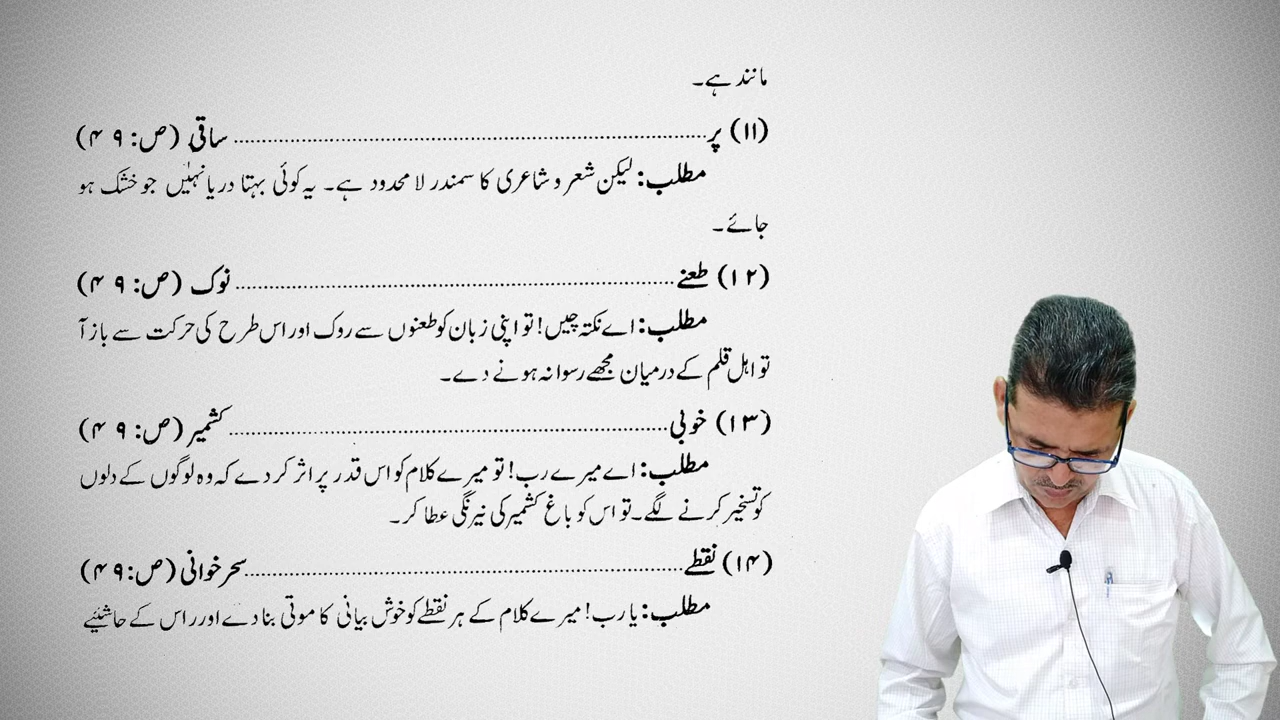 مانند ہے۔
(۱۱) پر ........................ ساقی (ص: ۴۹)
مطلب: لیکن شعر و شاعری کا سمندر لا محدود ہے۔ یہ کوئی بہتا دریا نہیں جو خشک ہو
جائے۔
(۱۲) طعنے ........................ نوک (ص: ۴۹)
مطلب: اے نکتہ چیں! تو اپنی زبان کو طعنوں سے روک اور اس طرح کی حرکت سے باز آ
تو اہل قلم کے درمیان مجھے رسوا نہ ہونے دے۔
(۱۳) خوبی ........................ کشمیر (ص: ۴۹)
مطلب: اے میرے رب! تو میرے کلام کو اس قدر پر اثر کر دے کہ وہ لوگوں کے دلوں
کو تسخیر کرنے لگے۔ تو اس کو باغ کشمیر کی نیرنگی عطا کر۔
(۱۴) نقطے ........................ سحر خوانی (ص: ۴۹)
مطلب: یا رب! میرے کلام کے ہر نقطے کو خوش بیانی کا موتی بنا دے اورر اس کے حاشیئے